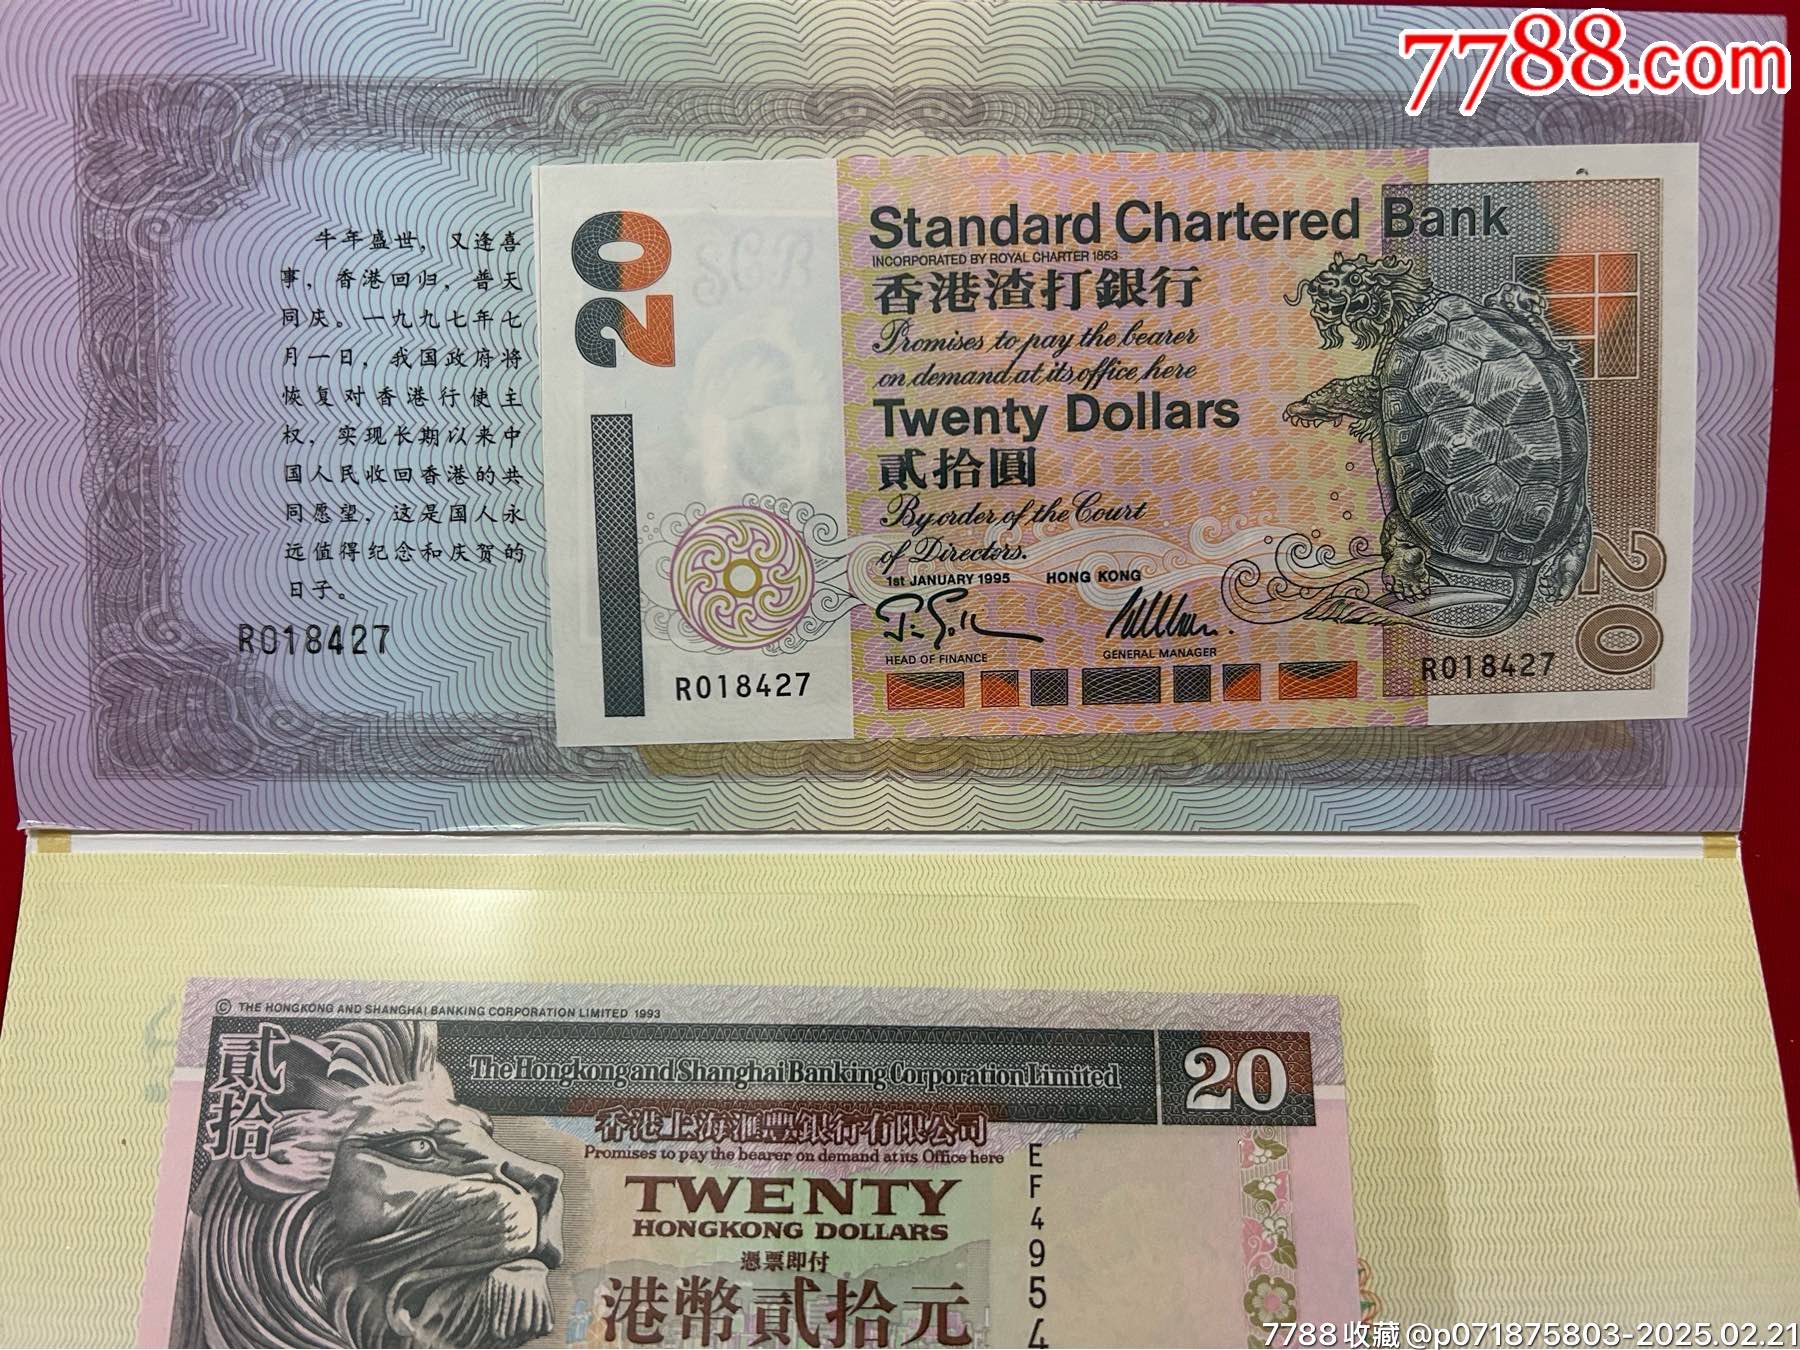 7788.com
牛年盛世，又逢喜
事，香港回归，普天
同庆。一九九七年七
月一日，我国政府将
恢复对香港行使主
权，实现长期以来中
国人民收回香港的共
同愿望，这是国人永
远值得纪念和庆贺的
日子。
R018427
20
R018427
Standard Chartered Bank
INCORPORATED BY ROYAL CHARTER 1853
香港渣打銀行
Promises to pay the bearer
on demand at its office here
Twenty Dollars
貳拾圓
By order of the Court
of Directors.
1st JANUARY 1995 HONG KONG
HEAD OF FINANCE
GENERAL MANAGER
20
R018427
© THE HONGKONG AND SHANGHAI BANKING CORPORATION LIMITED 1993
貳拾
The Hongkong and Shanghai Banking Corporation Limited
20
香港上海滙豐銀行有限公司
Promises to pay the bearer on demand at its Office here
TWENTY
HONGKONG DOLLARS
憑票即付
港幣貳拾元
EF4954
7788收藏@p071875803-2025.02.21